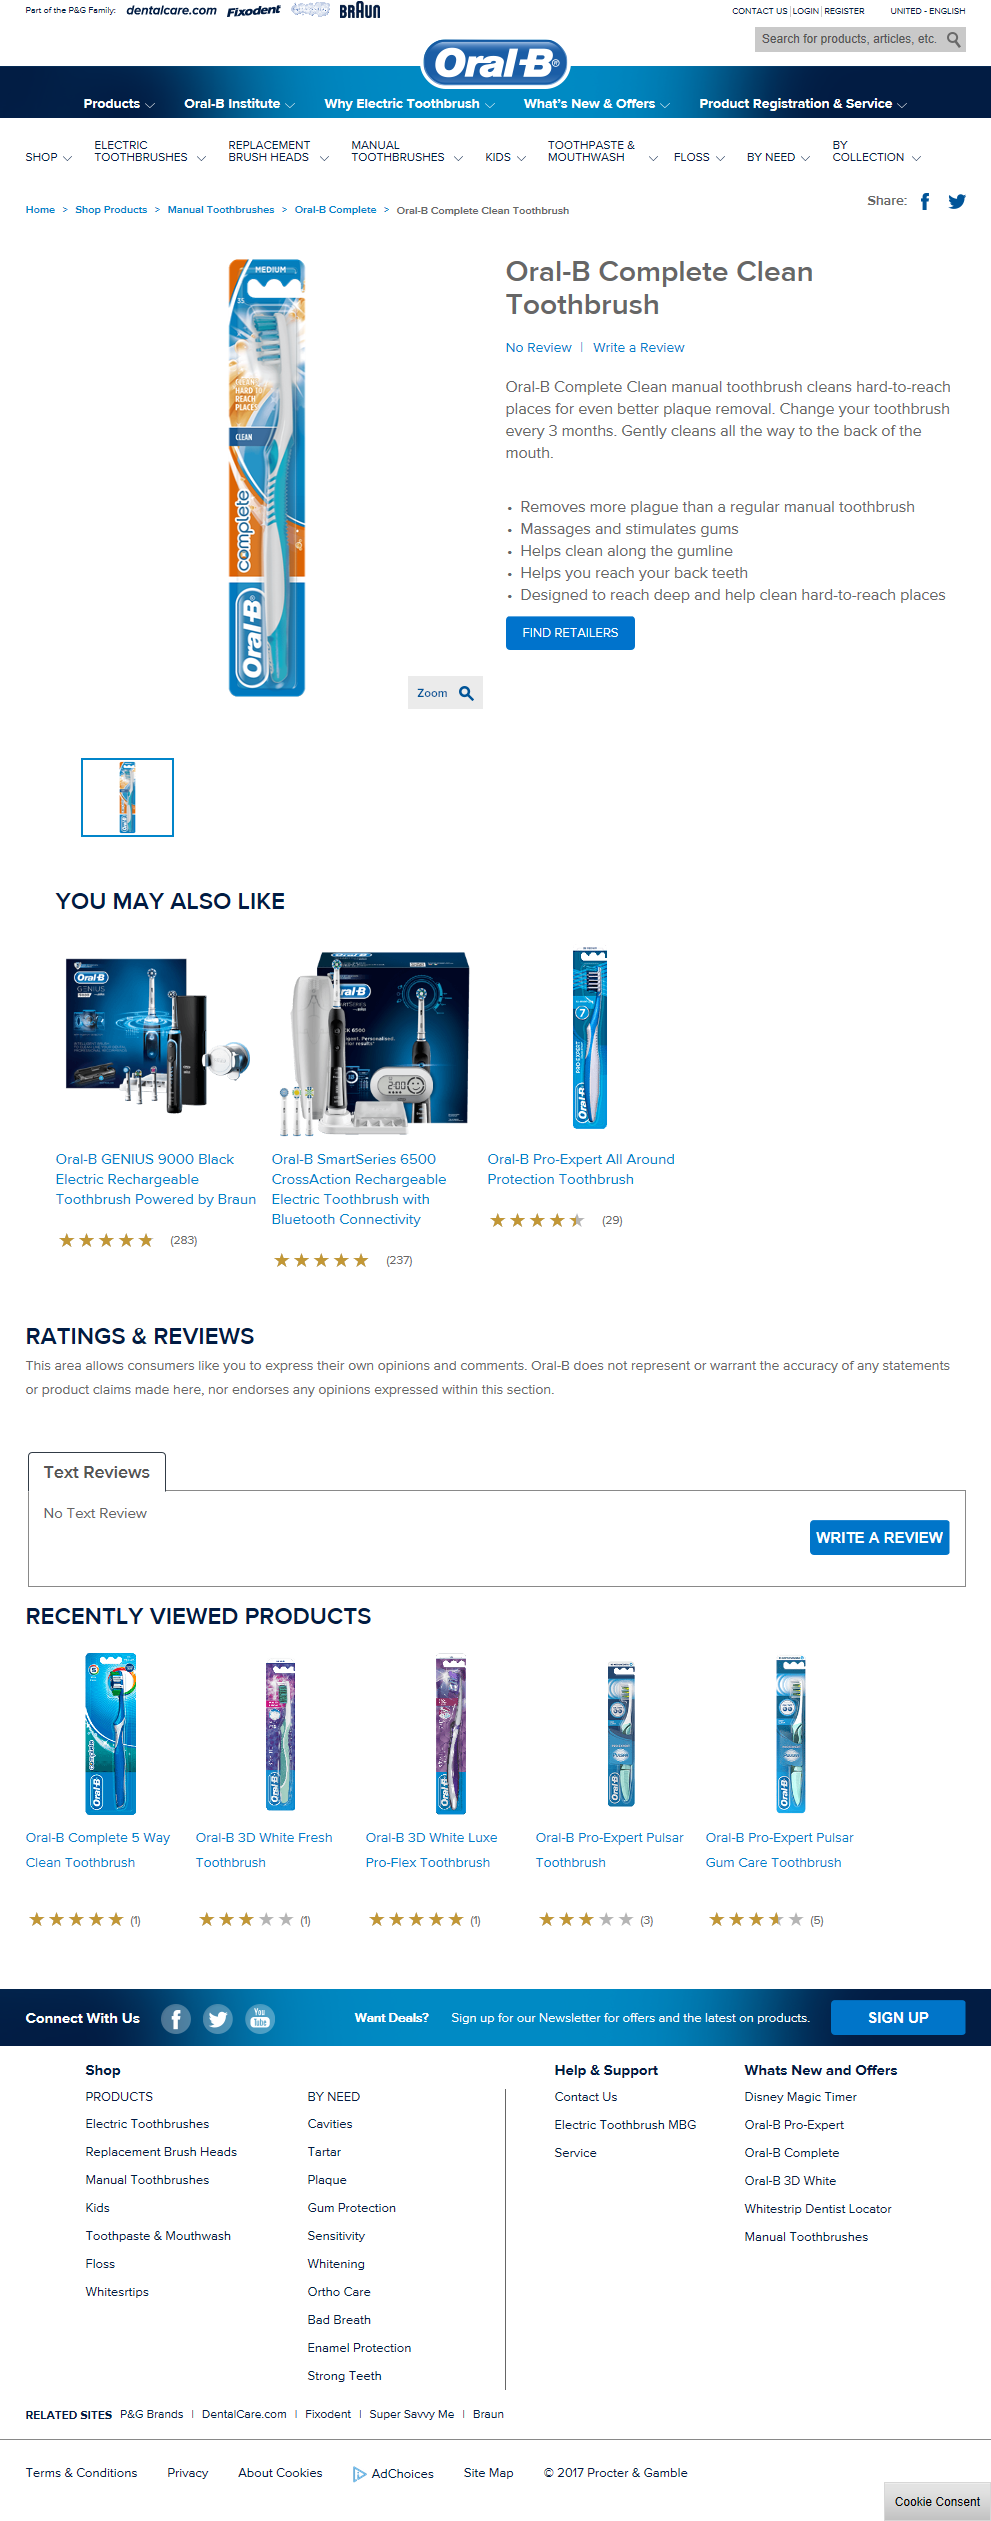 Part of the P&G Family: dentalcare.com Fixodent BRAUN
CONTACT US | LOGIN | REGISTER UNITED - ENGLISH
Search for products, articles, etc.
Oral-B®
Products Oral-B Institute Why Electric Toothbrush What's New & Offers Product Registration & Service
SHOP
ELECTRIC TOOTHBRUSHES
REPLACEMENT BRUSH HEADS
MANUAL TOOTHBRUSHES
KIDS
TOOTHPASTE & MOUTHWASH
FLOSS
BY NEED
BY COLLECTION
Home > Shop Products > Manual Toothbrushes > Oral-B Complete > Oral-B Complete Clean Toothbrush
Share:
MEDIUM
35
CLEAN
HARD TO
REACH
PLACES
CLEAN
complete
Oral-B
Zoom
Oral-B Complete Clean
Toothbrush
No Review | Write a Review
Oral-B Complete Clean manual toothbrush cleans hard-to-reach
places for even better plaque removal. Change your toothbrush
every 3 months. Gently cleans all the way to the back of the
mouth.
• Removes more plague than a regular manual toothbrush
• Massages and stimulates gums
• Helps clean along the gumline
• Helps you reach your back teeth
• Designed to reach deep and help clean hard-to-reach places
FIND RETAILERS
YOU MAY ALSO LIKE
Oral-B GENIUS 9000 Black
Electric Rechargeable
Toothbrush Powered by Braun
(283)
Oral-B SmartSeries 6500
CrossAction Rechargeable
Electric Toothbrush with
Bluetooth Connectivity
(237)
Oral-B Pro-Expert All Around
Protection Toothbrush
(29)
RATINGS & REVIEWS
This area allows consumers like you to express their own opinions and comments. Oral-B does not represent or warrant the accuracy of any statements
or product claims made here, nor endorses any opinions expressed within this section.
Text Reviews
No Text Review
WRITE A REVIEW
RECENTLY VIEWED PRODUCTS
Oral-B Complete 5 Way
Clean Toothbrush
(1)
Oral-B 3D White Fresh
Toothbrush
(1)
Oral-B 3D White Luxe
Pro-Flex Toothbrush
(1)
Oral-B Pro-Expert Pulsar
Toothbrush
(3)
Oral-B Pro-Expert Pulsar
Gum Care Toothbrush
(5)
Connect With Us
You Tube
Want Deals? Sign up for our Newsletter for offers and the latest on products.
SIGN UP
Shop
PRODUCTS
Electric Toothbrushes
Replacement Brush Heads
Manual Toothbrushes
Kids
Toothpaste & Mouthwash
Floss
Whitesrtips
BY NEED
Cavities
Tartar
Plaque
Gum Protection
Sensitivity
Whitening
Ortho Care
Bad Breath
Enamel Protection
Strong Teeth
Help & Support
Contact Us
Electric Toothbrush MBG
Service
Whats New and Offers
Disney Magic Timer
Oral-B Pro-Expert
Oral-B Complete
Oral-B 3D White
Whitestrip Dentist Locator
Manual Toothbrushes
RELATED SITES P&G Brands | DentalCare.com | Fixodent | Super Savvy Me | Braun
Terms & Conditions Privacy About Cookies AdChoices Site Map © 2017 Procter & Gamble
Cookie Consent